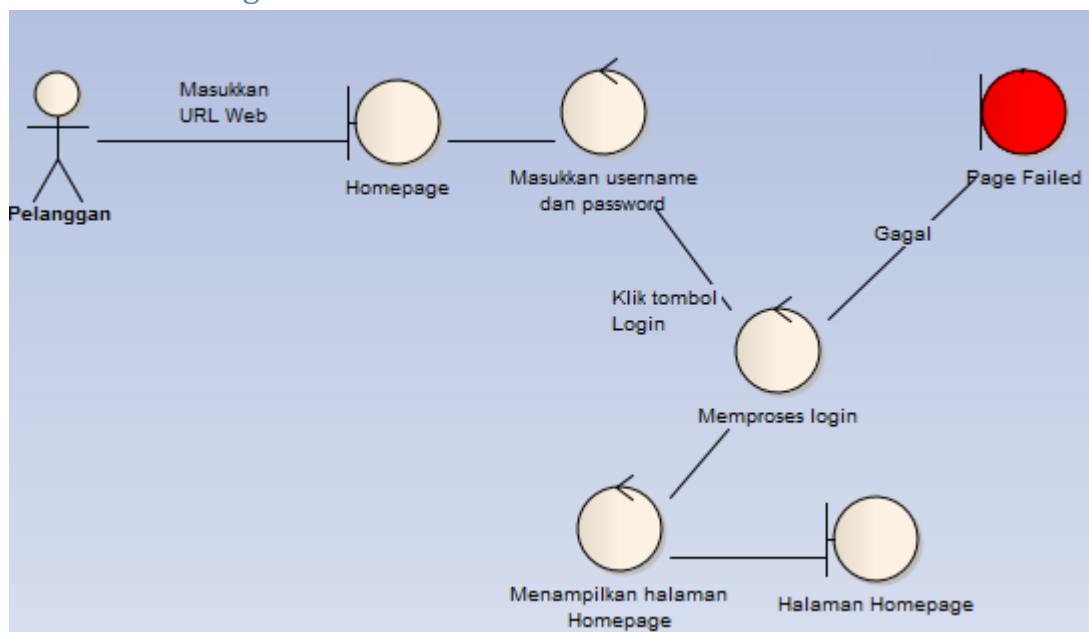 Masukkan
URL Web
Pelanggan
Homepage
Masukkan username
dan password
Page Failed
Gagal
Klik tombol
Login
Memproses login
Menampilkan halaman
Homepage
Halaman Homepage